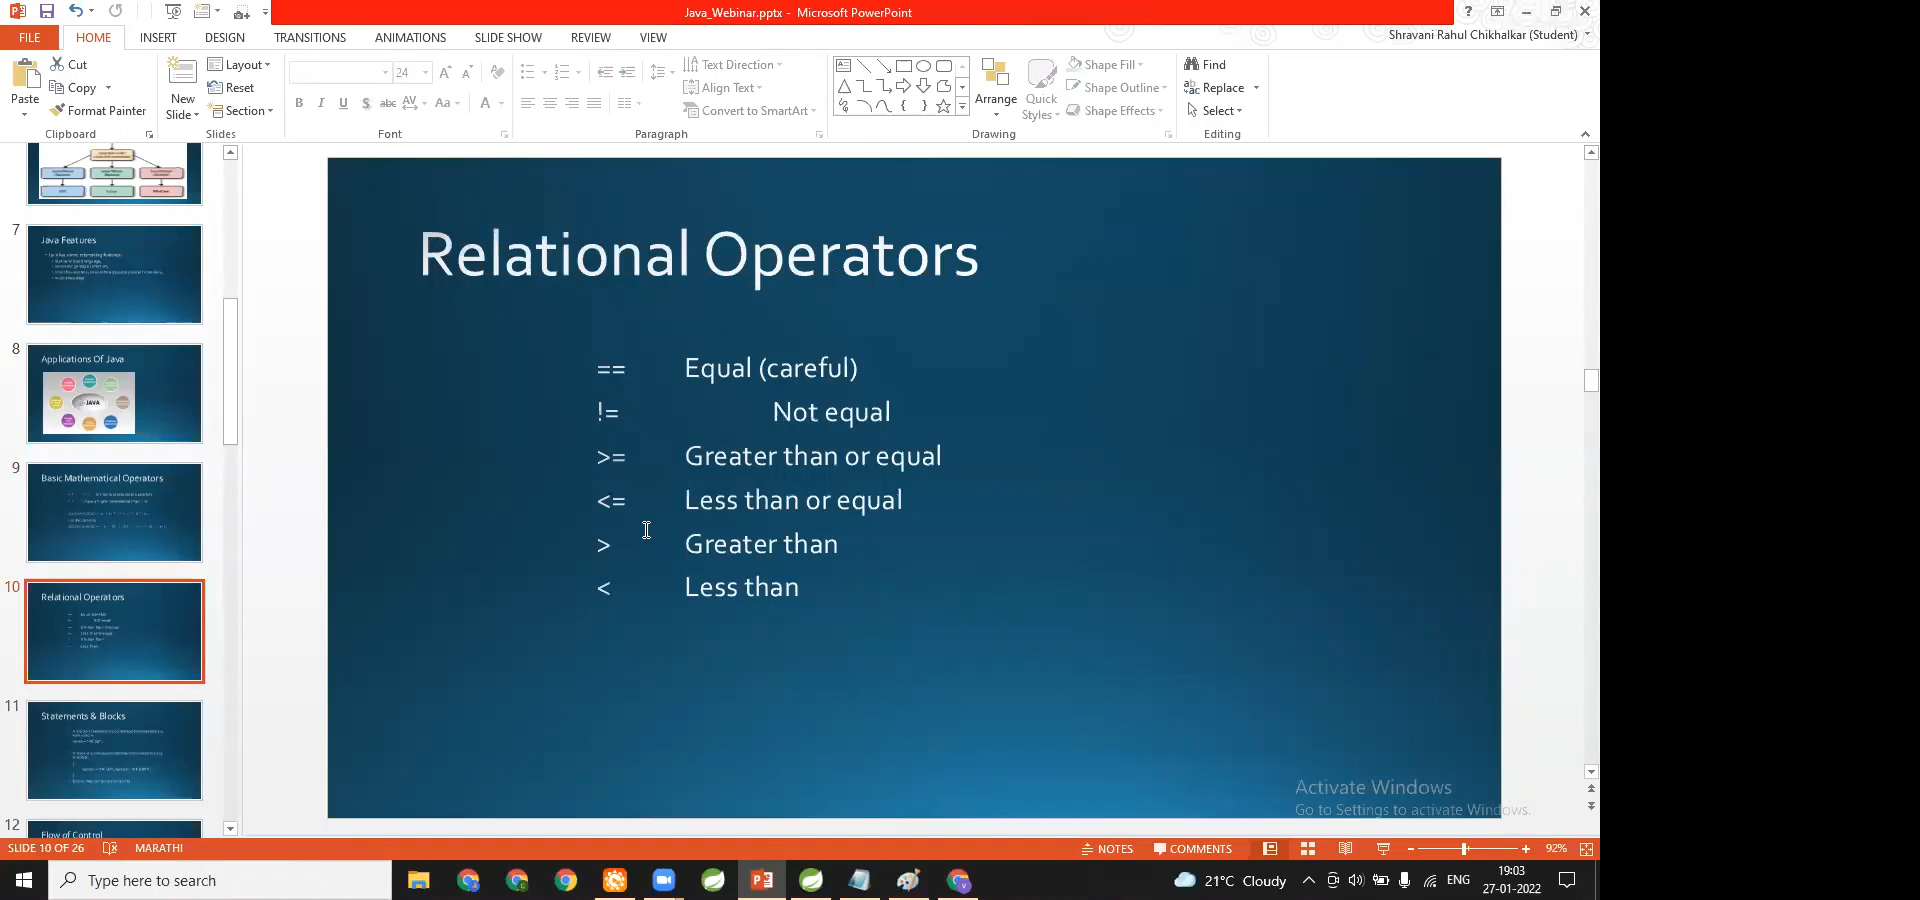 Java_Webinar.pptx - Microsoft PowerPoint
?
FILE HOME INSERT DESIGN TRANSITIONS ANIMATIONS SLIDE SHOW REVIEW VIEW
Shravani Rahul Chikhalkar (Student)
Paste
Cut
Copy
Format Painter
Clipboard
New
Slide
Layout
Reset
Section
Slides
24
B I U S abc AV Aa A
Font
Text Direction
Align Text
Convert to SmartArt
Paragraph
Arrange
Quick
Styles
Shape Fill
Shape Outline
Shape Effects
Drawing
Find
Replace
Select
Editing
7
Java Features
8
Applications Of Java
JAVA
9
Basic Mathematical Operators
10
Relational Operators
11
Statements & Blocks
12
Flow of Control
Relational Operators
== Equal (careful)
!= Not equal
>= Greater than or equal
<= Less than or equal
> Greater than
< Less than
Activate Windows
Go to Settings to activate Windows.
SLIDE 10 OF 26 MARATHI
NOTES COMMENTS 92%
Type here to search
21°C Cloudy
ENG
19:03
27-01-2022